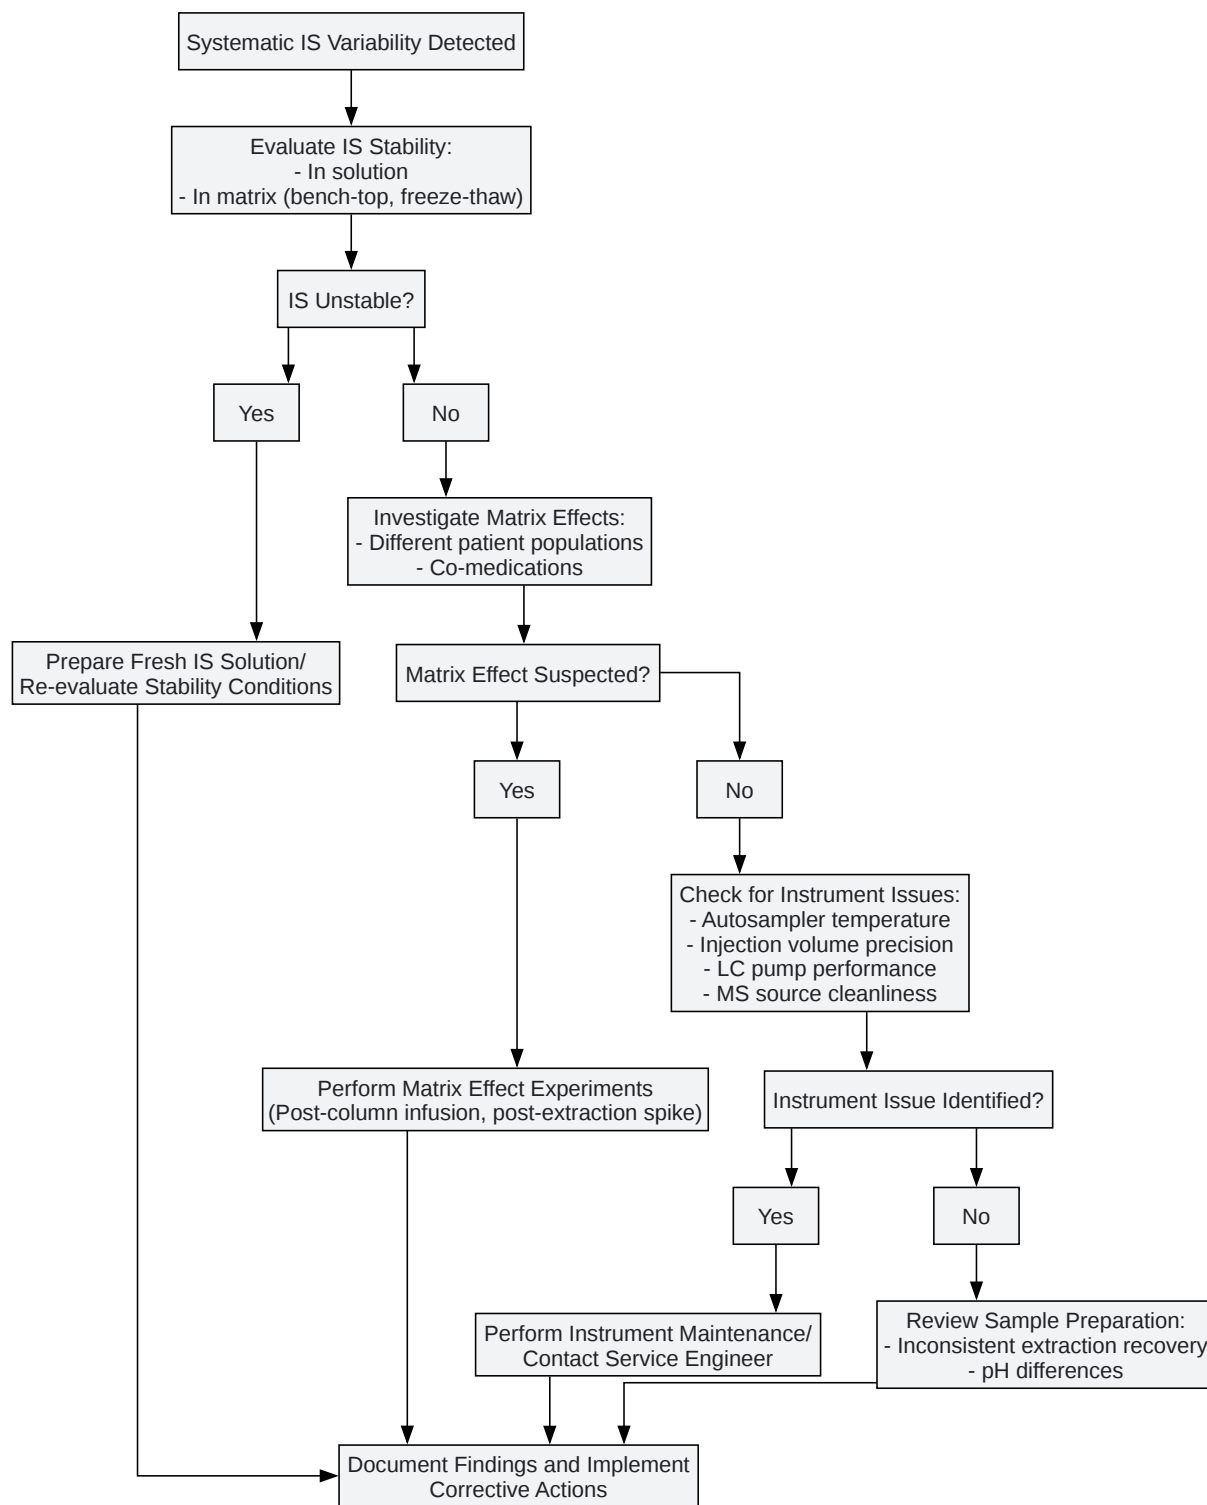 Systematic IS Variability Detected
Evaluate IS Stability:
- In solution
- In matrix (bench-top, freeze-thaw)
IS Unstable?
Yes
No
Investigate Matrix Effects:
- Different patient populations
- Co-medications
Prepare Fresh IS Solution/
Re-evaluate Stability Conditions
Matrix Effect Suspected?
Yes
No
Check for Instrument Issues:
- Autosampler temperature
- Injection volume precision
- LC pump performance
- MS source cleanliness
Perform Matrix Effect Experiments
(Post-column infusion, post-extraction spike)
Instrument Issue Identified?
Yes
No
Perform Instrument Maintenance/
Contact Service Engineer
Review Sample Preparation:
- Inconsistent extraction recovery
- pH differences
Document Findings and Implement
Corrective Actions